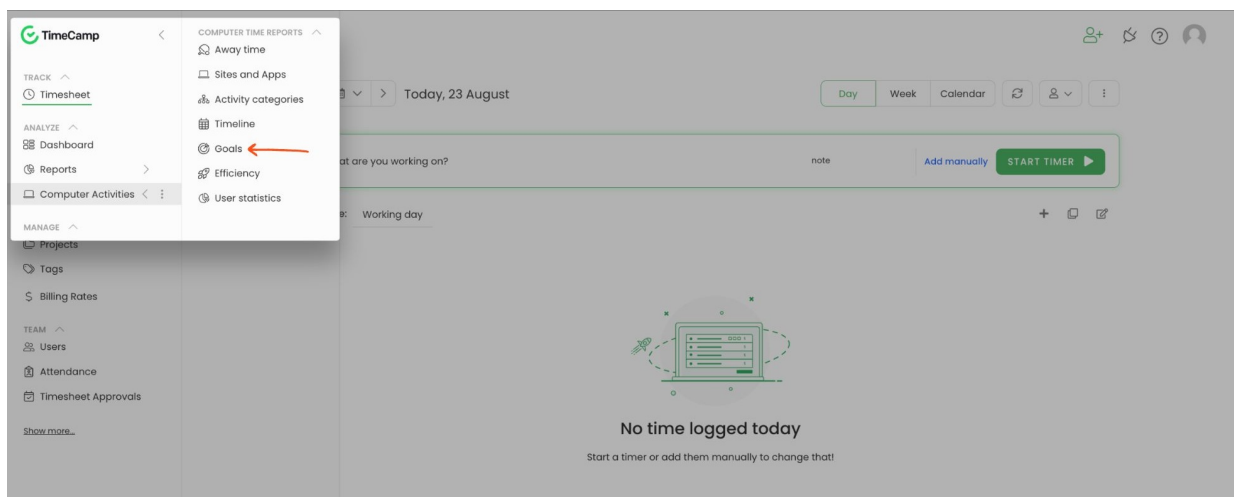 TimeCamp
TRACK
Timesheet
ANALYZE
Dashboard
Reports
Computer Activities
MANAGE
Projects
Tags
Billing Rates
TEAM
Users
Attendance
Timesheet Approvals
Show more...
COMPUTER TIME REPORTS
Away time
Sites and Apps
Activity categories
Timeline
Goals
Efficiency
User statistics
Today, 23 August
Day Week Calendar
at are you working on? note Add manually START TIMER
e: Working day
No time logged today
Start a timer or add them manually to change that!